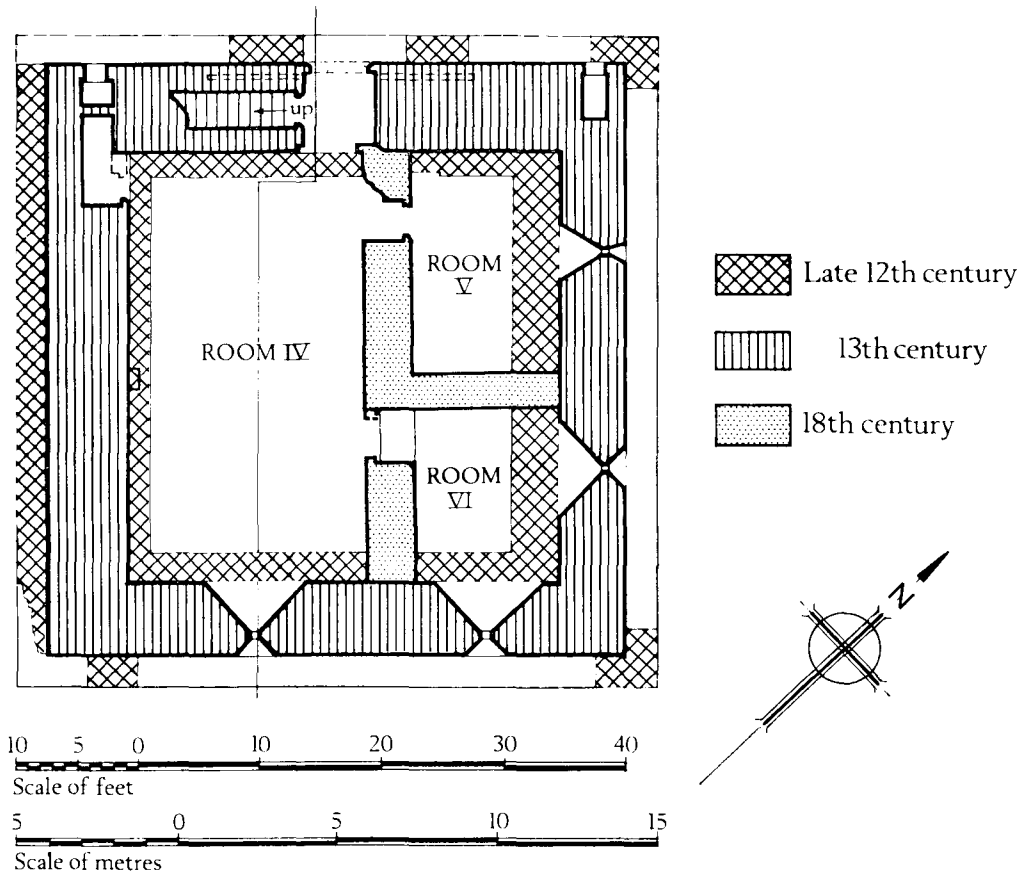 up
ROOM
V
ROOM IV
ROOM
VI
Late 12th century
13th century
18th century
N
10 5 0 10 20 30 40
Scale of feet
5 0 5 10 15
Scale of metres